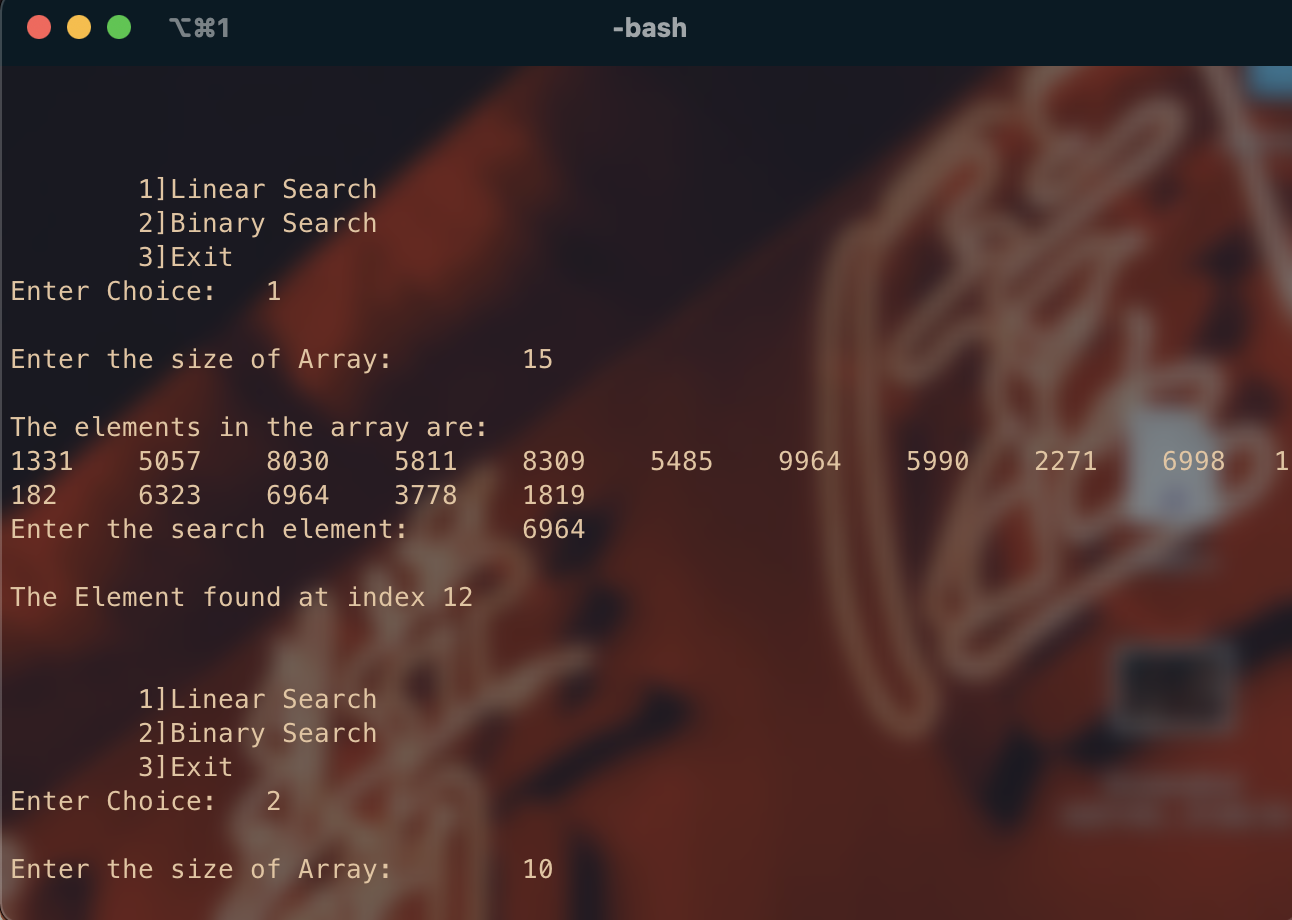 ⌥⌘1 -bash
1]Linear Search
2]Binary Search
3]Exit
Enter Choice: 1
Enter the size of Array: 15
The elements in the array are:
1331 5057 8030 5811 8309 5485 9964 5990 2271 6998 1
182 6323 6964 3778 1819
Enter the search element: 6964
The Element found at index 12
1]Linear Search
2]Binary Search
3]Exit
Enter Choice: 2
Enter the size of Array: 10